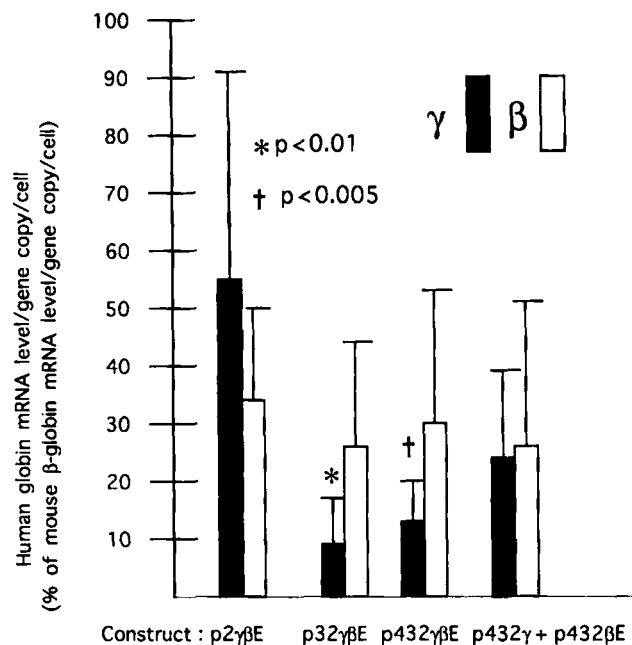 Human globin mRNA level/gene copy/cell
(% of mouse β-globin mRNA level/gene copy/cell)
100
90
80
70
60
50
40
30
20
10
γ β
* p<0.01
† p<0.005
*
†
Construct : p2γβE p32γβE p432γβE p432γ + p432βE